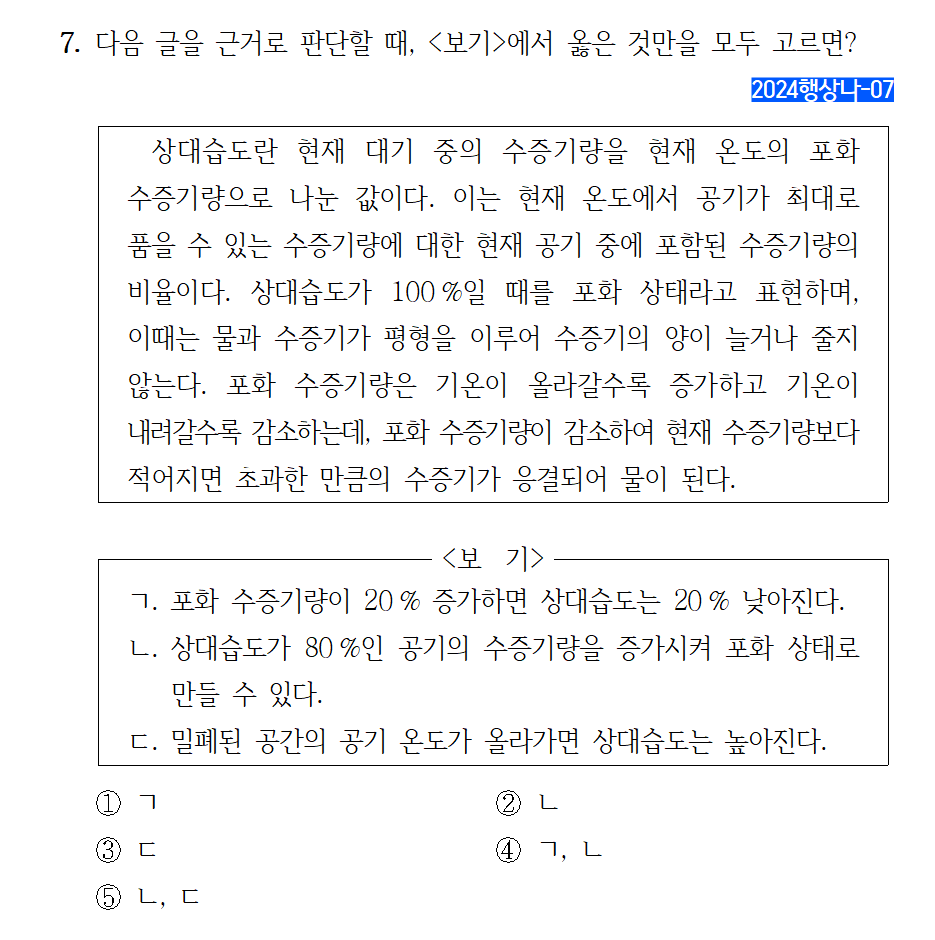 7. 다음 글을 근거로 판단할 때, <보기>에서 옳은 것만을 모두 고르면?
2024행상나-07
상대습도란 현재 대기 중의 수증기량을 현재 온도의 포화
수증기량으로 나눈 값이다. 이는 현재 온도에서 공기가 최대로
품을 수 있는 수증기량에 대한 현재 공기 중에 포함된 수증기량의
비율이다. 상대습도가 100 %일 때를 포화 상태라고 표현하며,
이때는 물과 수증기가 평형을 이루어 수증기의 양이 늘거나 줄지
않는다. 포화 수증기량은 기온이 올라갈수록 증가하고 기온이
내려갈수록 감소하는데, 포화 수증기량이 감소하여 현재 수증기량보다
적어지면 초과한 만큼의 수증기가 응결되어 물이 된다.
<보 기>
ㄱ. 포화 수증기량이 20 % 증가하면 상대습도는 20 % 낮아진다.
ㄴ. 상대습도가 80 %인 공기의 수증기량을 증가시켜 포화 상태로
만들 수 있다.
ㄷ. 밀폐된 공간의 공기 온도가 올라가면 상대습도는 높아진다.
① ㄱ ② ㄴ
③ ㄷ ④ ㄱ, ㄴ
⑤ ㄴ, ㄷ